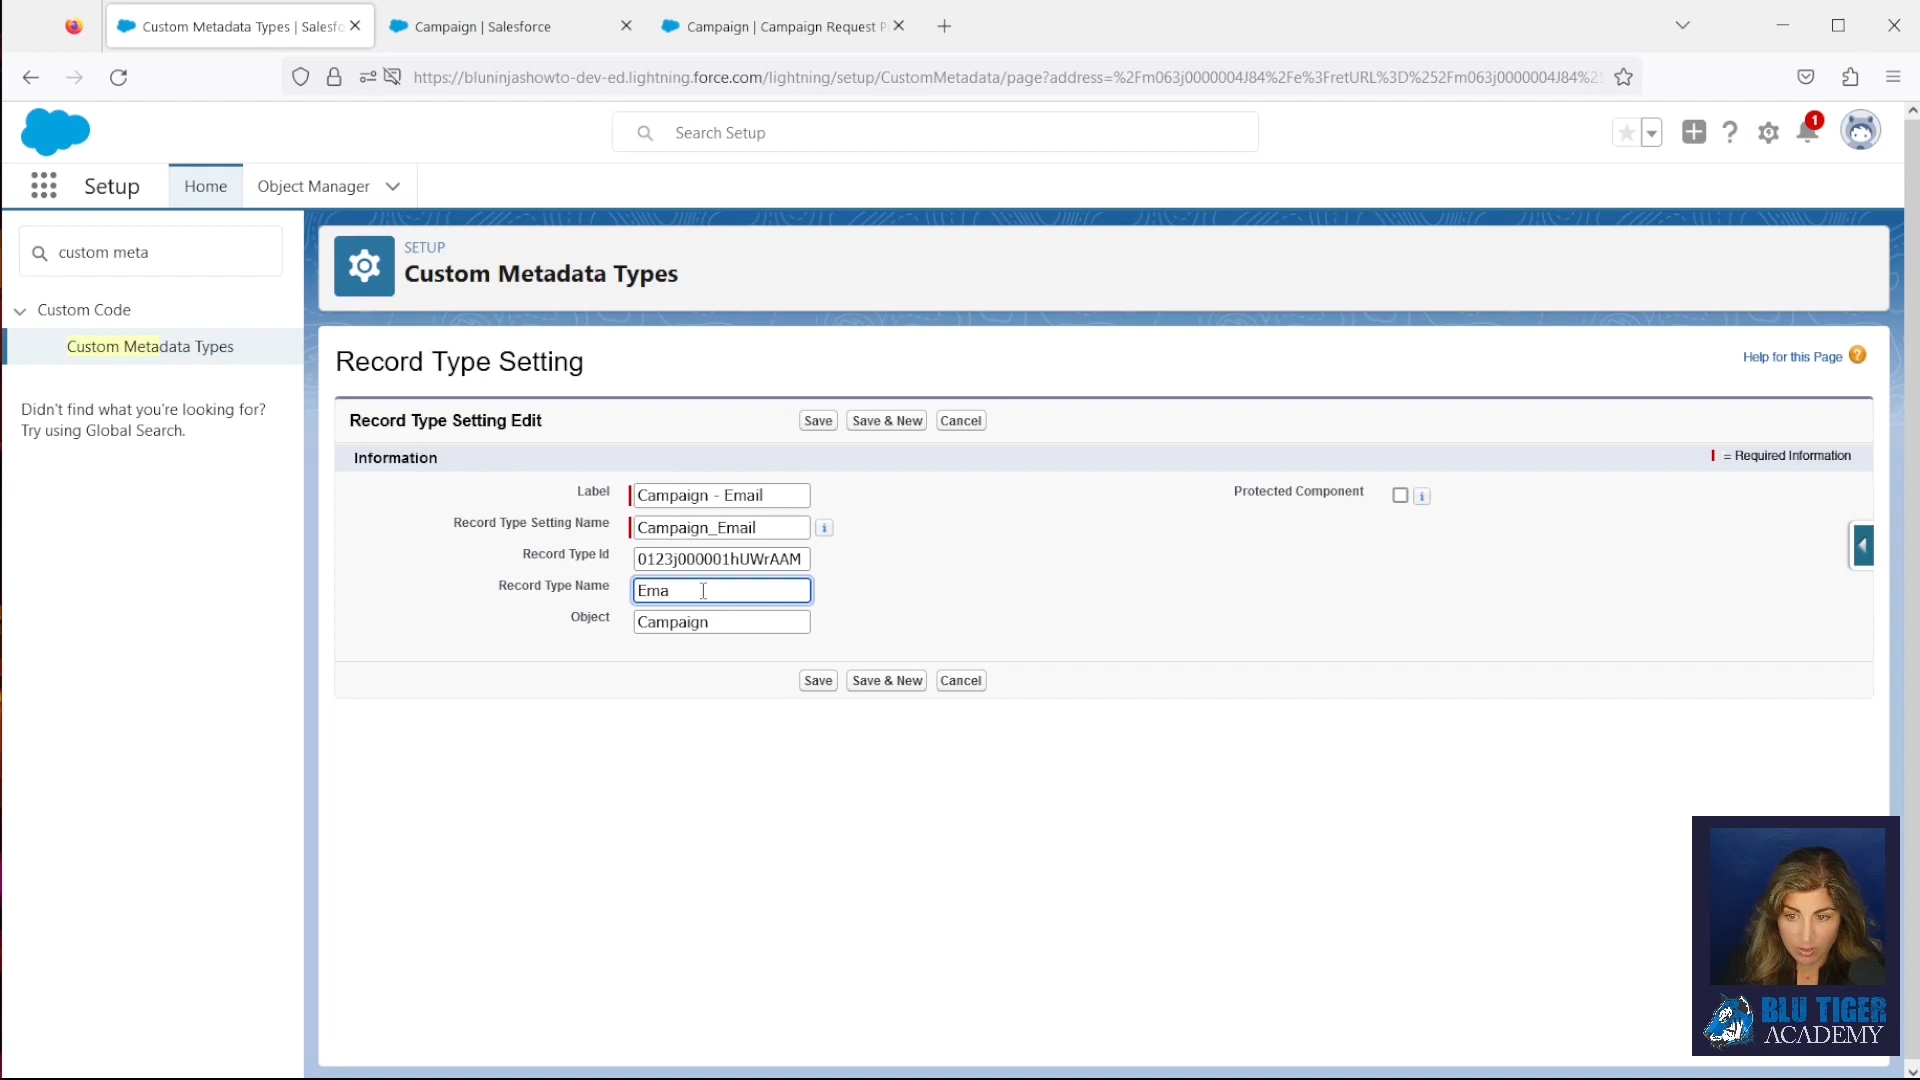 Custom Metadata Types | Salesfo
Campaign | Salesforce
Campaign | Campaign Request P
https://bluninjashowto-dev-ed.lightning.force.com/lightning/setup/CustomMetadata/page?address=%2Fm063j0000004J84%2Fe%3FretURL%3D%252Fm063j0000004J84%25
Search Setup
1
Setup
Home
Object Manager
custom meta
Custom Code
Custom Metadata Types
Didn't find what you're looking for?
Try using Global Search.
SETUP
Custom Metadata Types
Record Type Setting
Help for this Page
Record Type Setting Edit
Save
Save & New
Cancel
Information
= Required Information
Label
Campaign - Email
Protected Component
Record Type Setting Name
Campaign_Email
Record Type Id
0123j000001hUWrAAM
Record Type Name
Ema
Object
Campaign
Save
Save & New
Cancel
BLU TIGER
ACADEMY